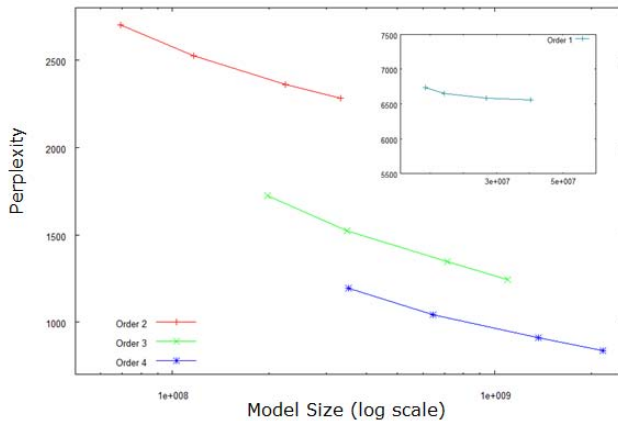 2500
2000
1500
1000
Perplexity
7500
7000
6500
6000
5500
Order 1
3e+007
5e+007
Order 2
Order 3
Order 4
1e+008
1e+009
Model Size (log scale)